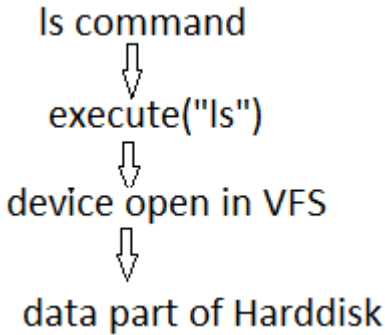 ls command
execute("ls")
device open in VFS
data part of Harddisk